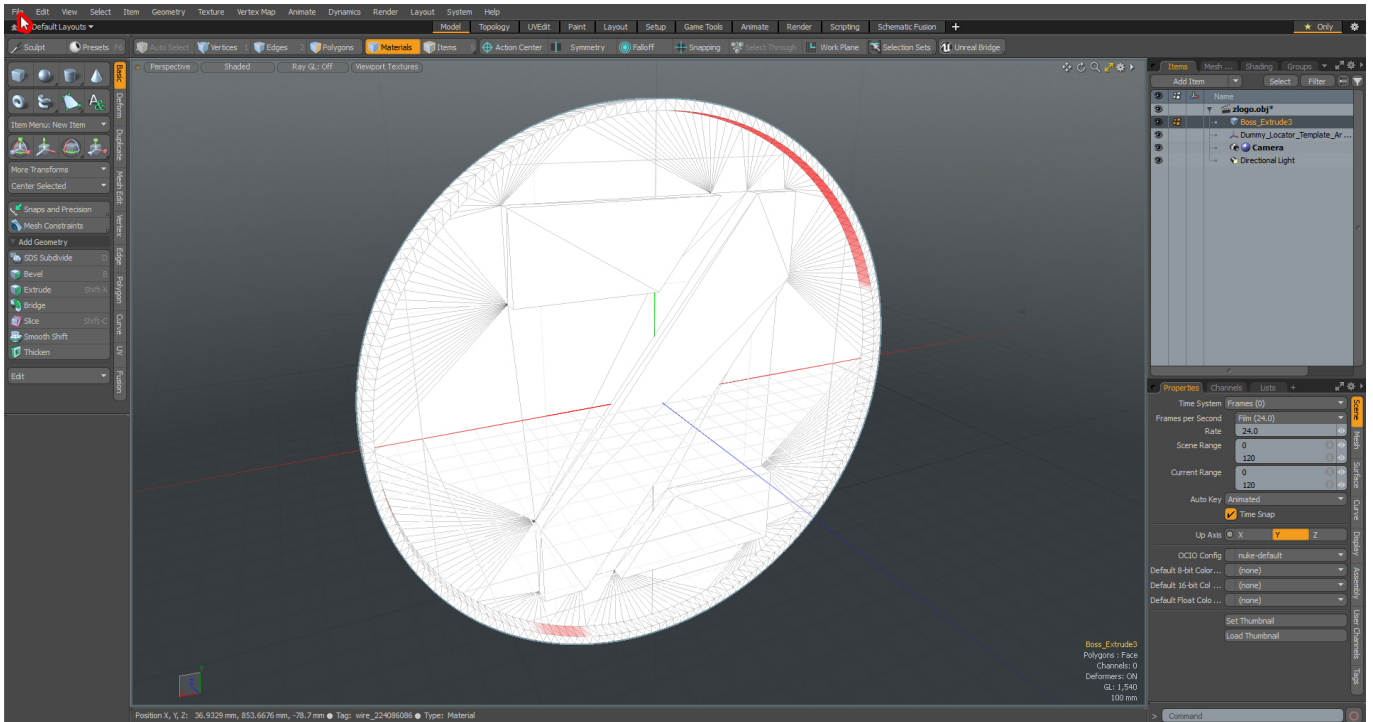 File Edit View Select Item Geometry Texture Vertex Map Animate Dynamics Render Layout System Help
Default Layouts Model Topology UVEdit Paint Layout Setup Game Tools Animate Render Scripting Schematic Fusion + ★ Only
Sculpt Presets F6 Auto Select Vertices 1 Edges 2 Polygons Materials Items 5 Action Center Symmetry Falloff Snapping Select Through Work Plane Selection Sets Unreal Bridge
Perspective Shaded Ray GL: Off Viewport Textures
Items Mesh ... Shading Groups
Add Item Select Filter
Name
zlogo.obj*
Boss_Extrude3
Dummy_Locator_Template_Ar ...
Camera
Directional Light
Basic
Deform
Duplicate
Mesh Edit
Vertex
Edge
Polygon
Curve
UV
Fusion
Item Menu: New Item
More Transforms
Center Selected
Snaps and Precision
Mesh Constraints
Add Geometry
SDS Subdivide D
Bevel B
Extrude Shift-X
Bridge
Slice Shift-C
Smooth Shift
Thicken
Edit
Properties Channels Lists +
Time System Frames (0)
Frames per Second Film (24.0)
Rate 24.0
Scene Range 0
120
Current Range 0
120
Auto Key Animated
Time Snap
Up Axis X Y Z
OCIO Config nuke-default
Default 8-bit Color... (none)
Default 16-bit Col ... (none)
Default Float Colo ... (none)
Set Thumbnail
Load Thumbnail
Scene
Mesh
Surface
Curve
Display
Assembly
User Channels
Tags
Boss_Extrude3
Polygons : Face
Channels: 0
Deformers: ON
GL: 1,540
100 mm
Position X, Y, Z: 36.9329 mm, 853.6676 mm, -78.7 mm Tag: wire_224086086 Type: Material
> Command